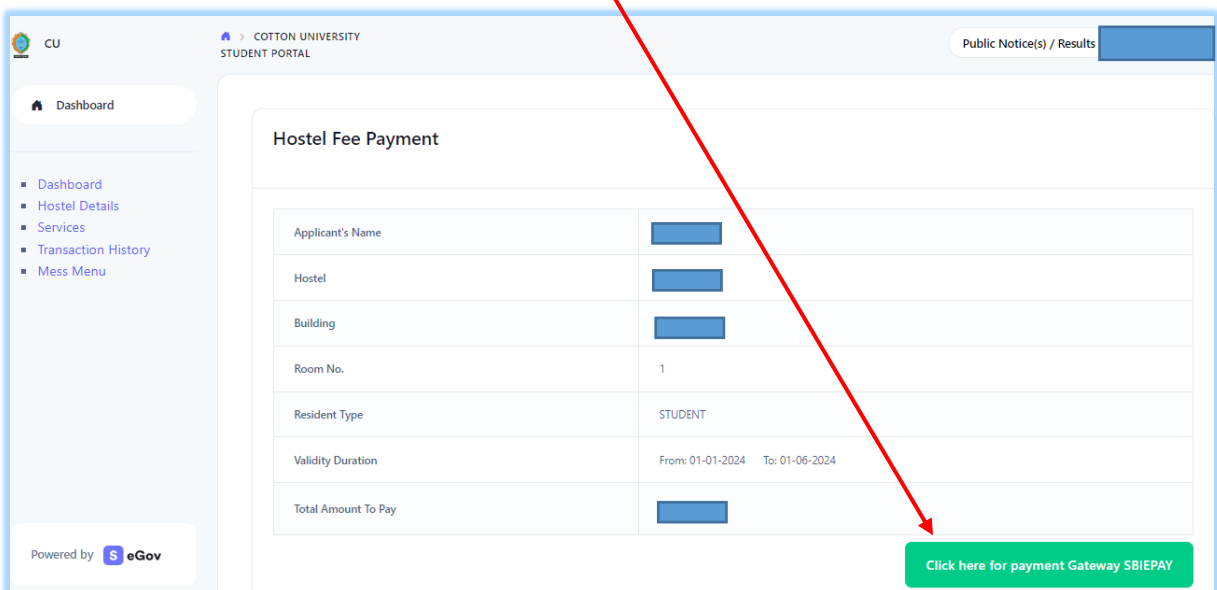 CU
> COTTON UNIVERSITY
STUDENT PORTAL
Public Notice(s) / Results
Dashboard
Dashboard
Hostel Details
Services
Transaction History
Mess Menu
Powered by S eGov
Hostel Fee Payment
Applicant's Name
Hostel
Building
Room No. 1
Resident Type STUDENT
Validity Duration From: 01-01-2024 To: 01-06-2024
Total Amount To Pay
Click here for payment Gateway SBIEPAY